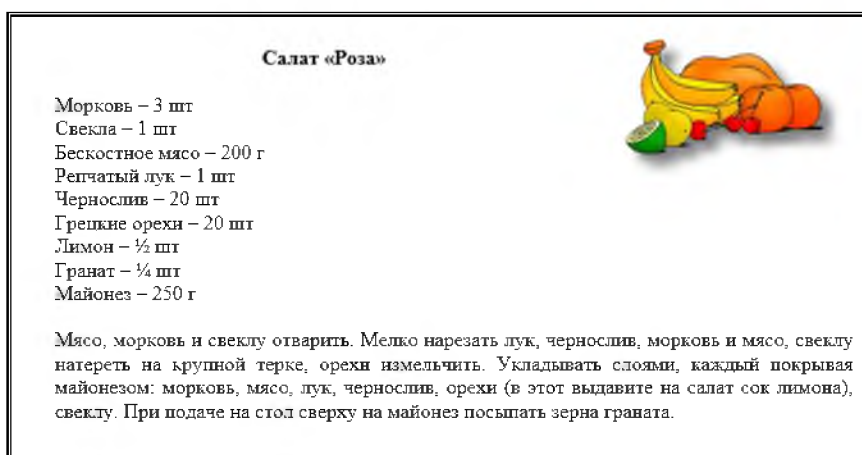 Салат «Роза»
Морковь – 3 шт
Свекла – 1 шт
Бескостное мясо – 200 г
Репчатый лук – 1 шт
Чернослив – 20 шт
Грецкие орехи – 20 шт
Лимон – ½ шт
Гранат – ¼ шт
Майонез – 250 г
Мясо, морковь и свеклу отварить. Мелко нарезать лук, чернослив, морковь и мясо, свеклу
натереть на крупной терке, орехи измельчить. Укладывать слоями, каждый покрывая
майонезом: морковь, мясо, лук, чернослив, орехи (в этот выдавите на салат сок лимона),
свеклу. При подаче на стол сверху на майонез посыпать зерна граната.